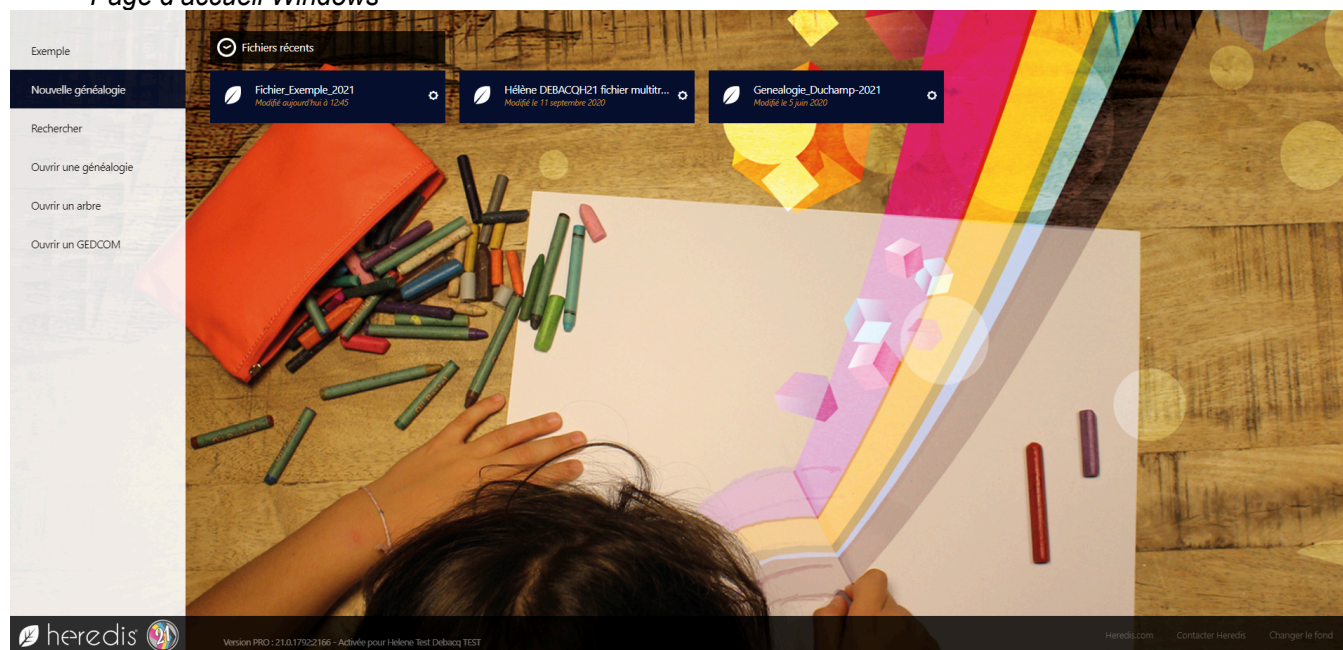 Page d'accueil Windows
Exemple
Nouvelle généalogie
Rechercher
Ouvrir une généalogie
Ouvrir un arbre
Ouvrir un GEDCOM
Fichiers récents
Fichier_Exemple_2021
Modifié aujourd'hui à 12:45
Hélène DEBACQH21 fichier multitr...
Modifié le 11 septembre 2020
Genealogie_Duchamp-2021
Modifié le 5 juin 2020
heredis 21
Version PRO : 21.0.1792:2166 - Activée pour Helene Test Debacq TEST
Heredis.com
Contacter Heredis
Changer le fond